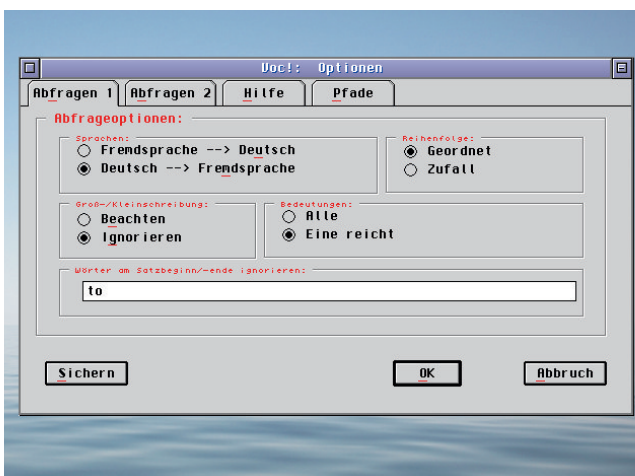 Voc!: Optionen
Abfragen 1 Abfragen 2 Hilfe Pfade
Abfrageoptionen:
Sprachen:
Fremdsprache --> Deutsch
Deutsch --> Fremdsprache
Reihenfolge:
Geordnet
Zufall
Groß-/Kleinschreibung:
Beachten
Ignorieren
Bedeutungen:
Alle
Eine reicht
Wörter am Satzbeginn/-ende ignorieren:
to
Sichern OK Abbruch